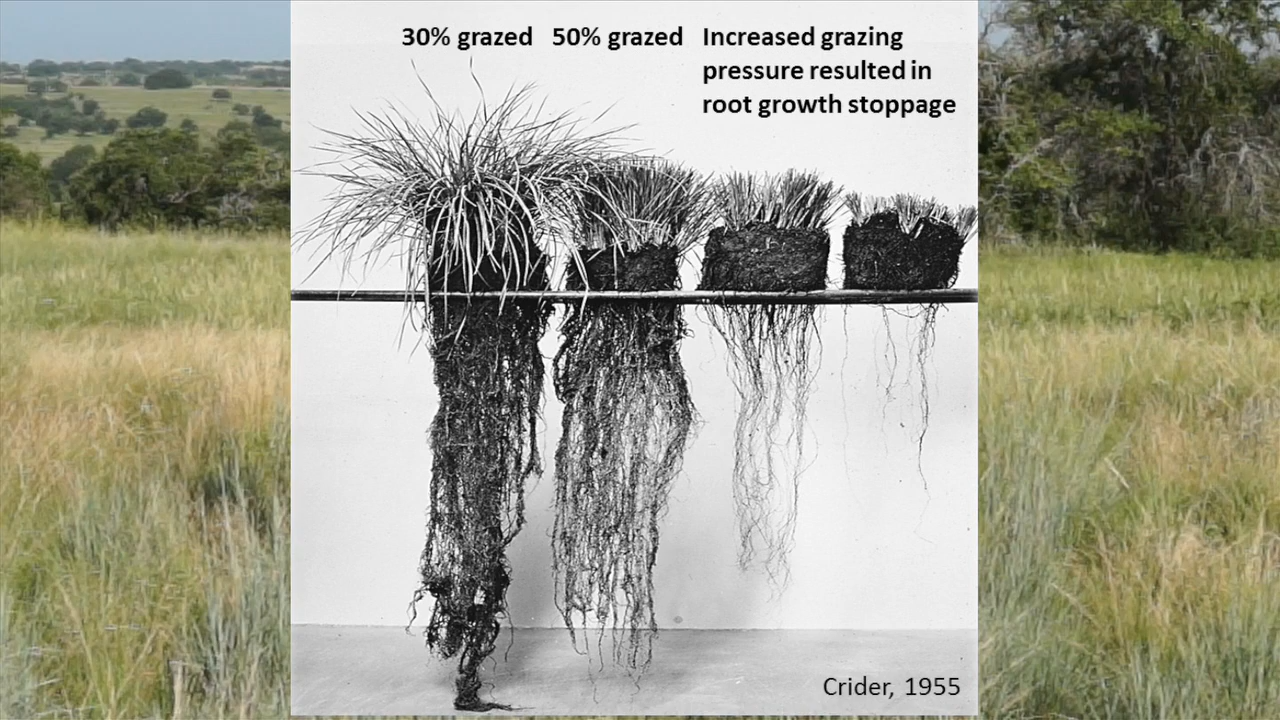 30% grazed 50% grazed Increased grazing
pressure resulted in
root growth stoppage
Crider, 1955